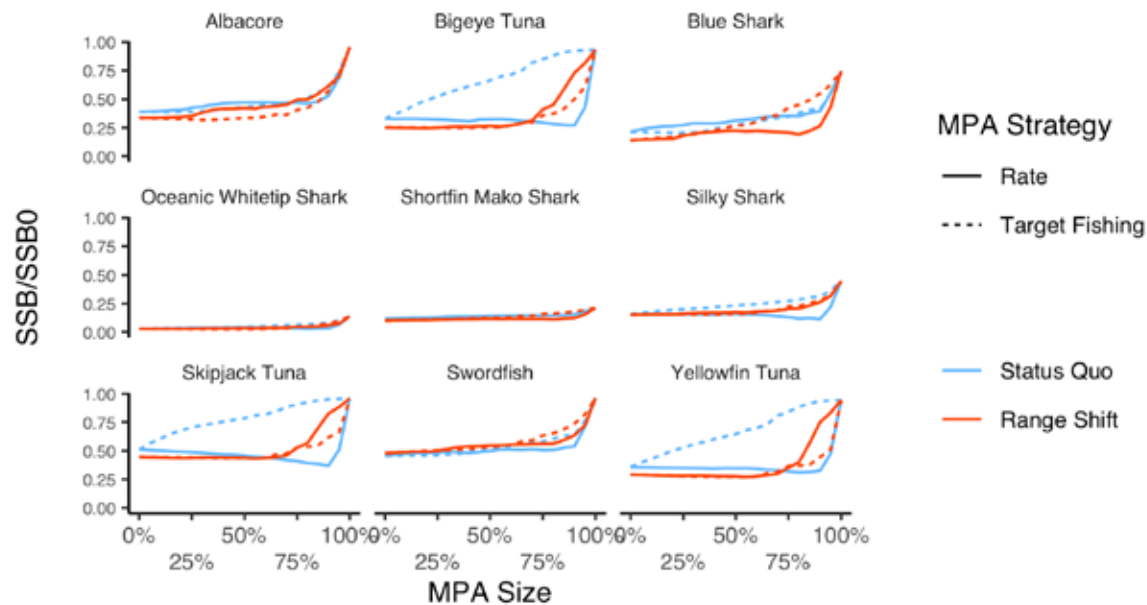 Albacore
Bigeye Tuna
Blue Shark
1.00
0.75
0.50
0.25
0.00
Oceanic Whitetip Shark
Shortfin Mako Shark
Silky Shark
1.00
0.75
0.50
0.25
0.00
Skipjack Tuna
Swordfish
Yellowfin Tuna
1.00
0.75
0.50
0.25
0.00
0% 50% 100% 0% 50% 100% 0% 50% 100%
25% 75% 25% 75% 25% 75%
MPA Size
SSB/SSB0
MPA Strategy
Rate
Target Fishing
Status Quo
Range Shift